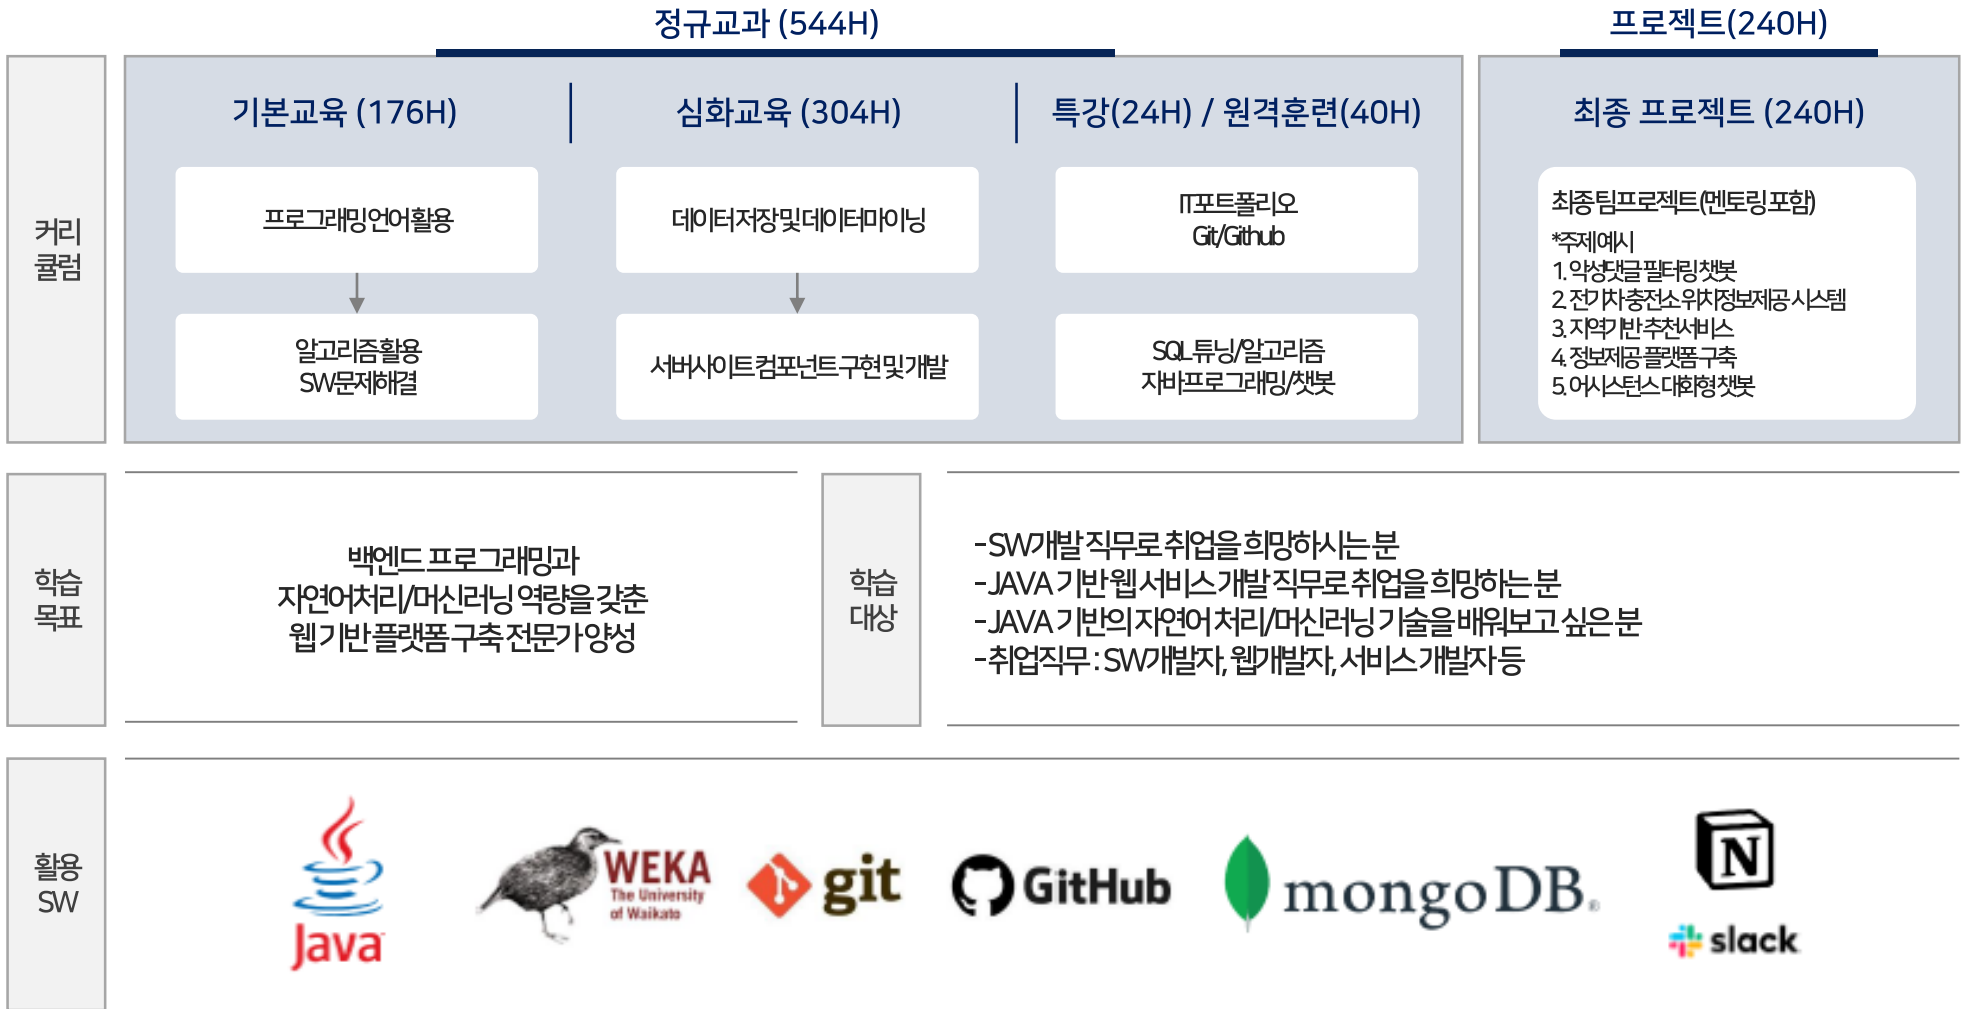 정규교과 (544H)
프로젝트(240H)
커리
큘럼
기본교육 (176H)
심화교육 (304H)
특강(24H) / 원격훈련(40H)
최종 프로젝트 (240H)
프로그래밍 언어 활용
알고리즘 활용
SW문제해결
데이터 저장 및 데이터마이닝
서버사이트 컴포넌트 구현 및 개발
IT포트폴리오
Git/Github
SQL튜닝/알고리즘
자바프로그래밍/챗봇
최종 팀프로젝트(멘토링 포함)
*주제 예시
1. 악성댓글 필터링 챗봇
2. 전기차 충전소 위치정보제공 시스템
3. 지역기반 추천서비스
4. 정보제공 플랫폼 구축
5. 어시스턴스 대화형 챗봇
학습
목표
백엔드 프로그래밍과
자연어처리/머신러닝 역량을 갖춘
웹 기반 플랫폼 구축 전문가 양성
학습
대상
- SW개발 직무로 취업을 희망하시는 분
- JAVA 기반 웹 서비스 개발 직무로 취업을 희망하는 분
- JAVA 기반의 자연어 처리/머신러닝 기술을 배워보고 싶은 분
- 취업직무 : SW개발자, 웹개발자, 서비스 개발자 등
활용
SW
Java
WEKA
The University
of Waikato
git
GitHub
mongoDB®
N
slack